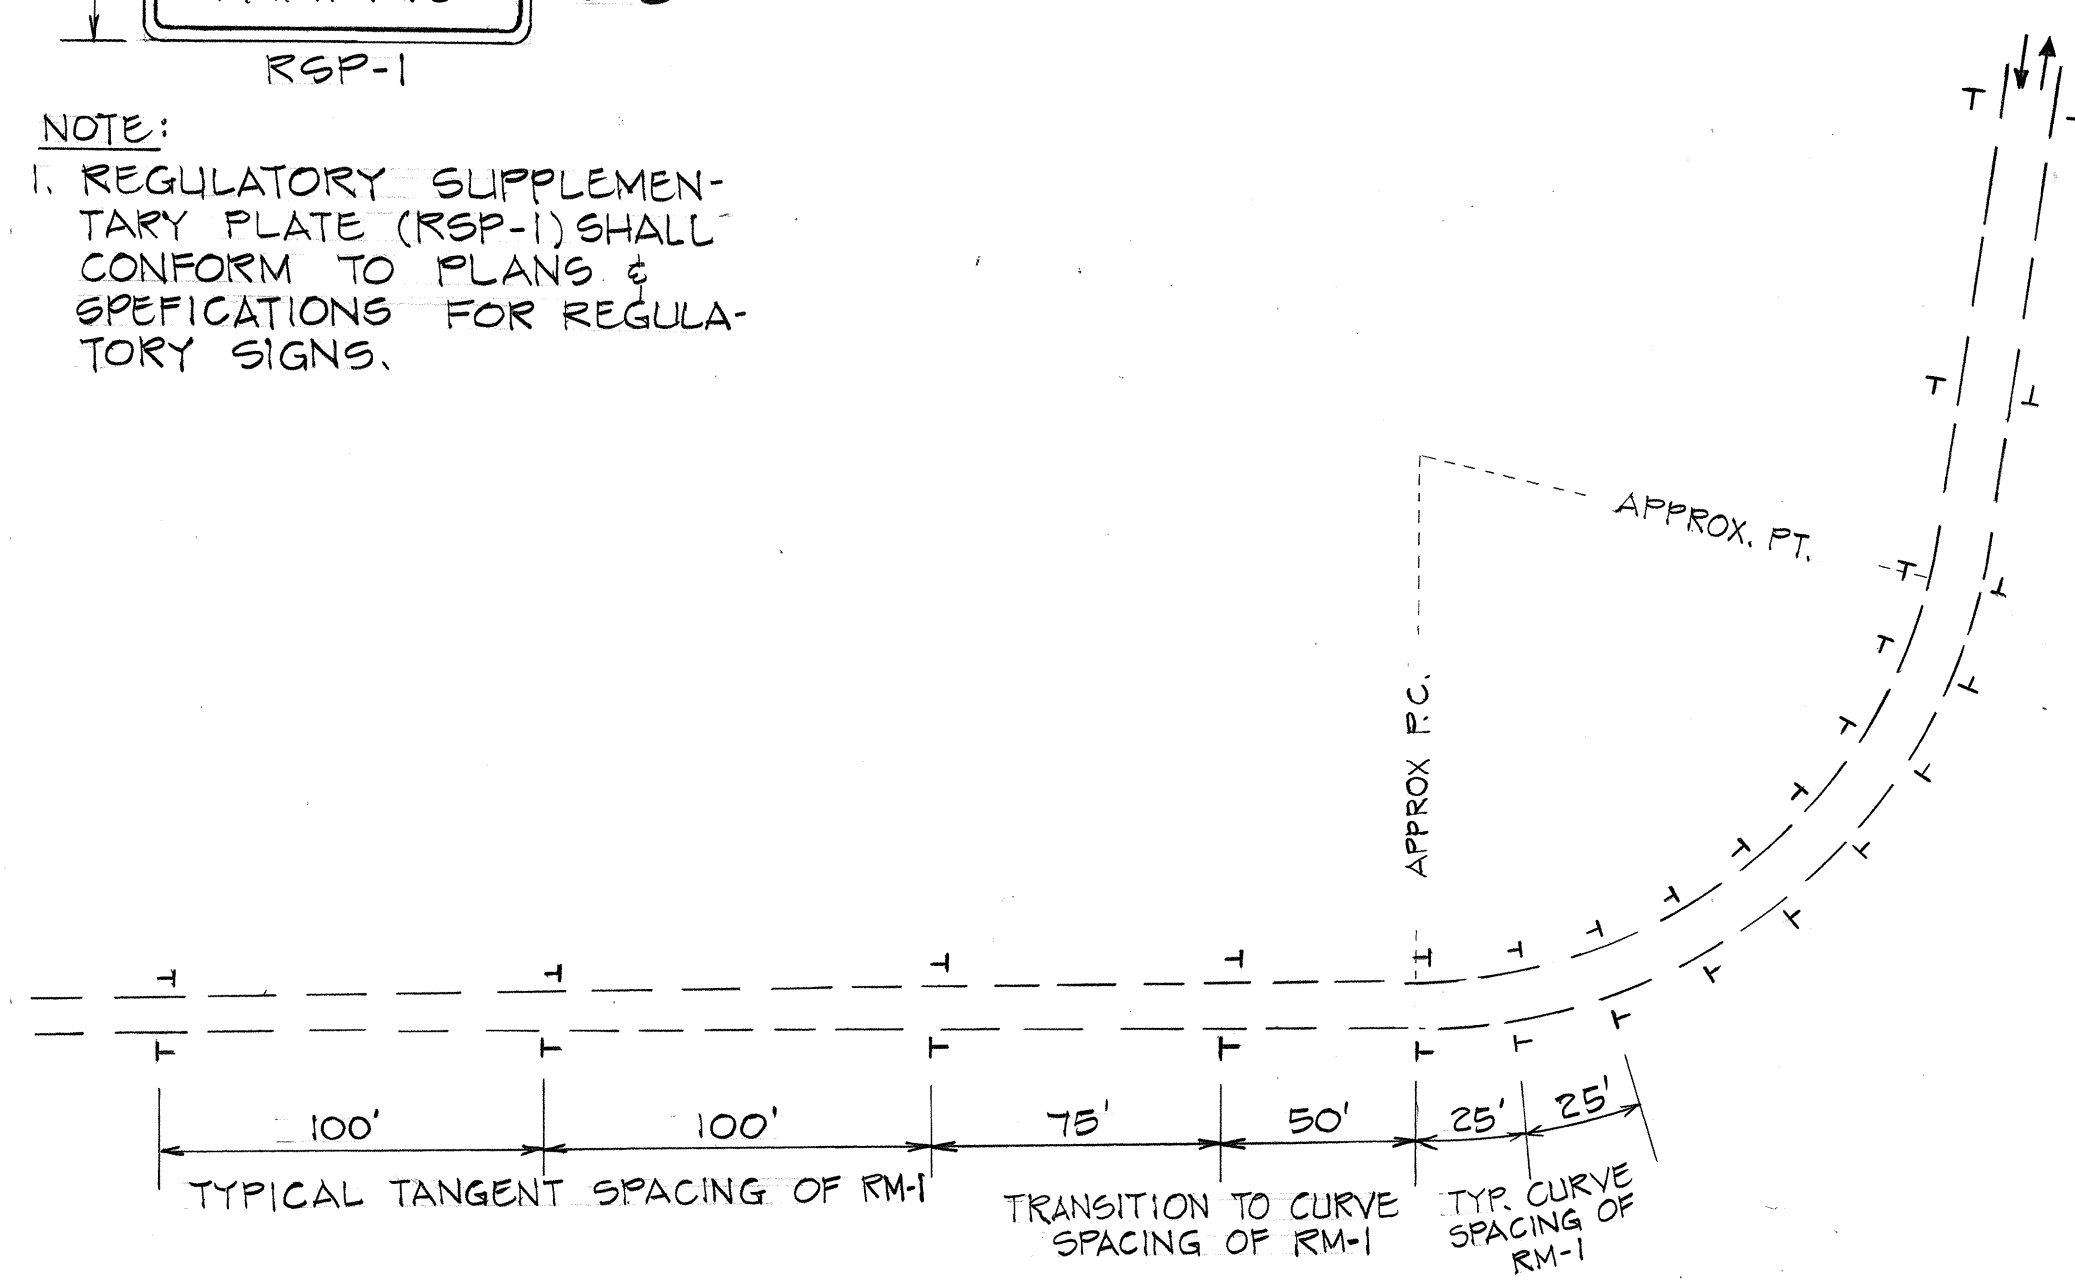 RSP-1
NOTE:
1. REGULATORY SUPPLEMEN-
TARY PLATE (RSP-1) SHALL
CONFORM TO PLANS &
SPEFICATIONS FOR REGULA-
TORY SIGNS.
APPROX. PT.
APPROX P.C.
100'
100'
75'
50'
25'
25'
TYPICAL TANGENT SPACING OF RM-1
TRANSITION TO CURVE
SPACING OF RM-1
TYP. CURVE
SPACING OF
RM-1